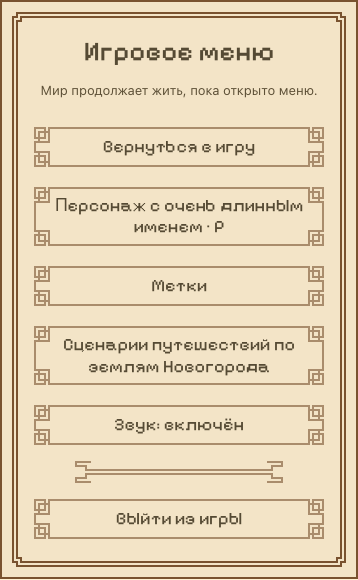 Игровое меню
Мир продолжает жить, пока открыто меню.
Вернуться в игру
Персонаж с очень длинным
именем · P
Метки
Сценарии путешествий по
землям Новогорода
Звук: включён
Выйти из игры